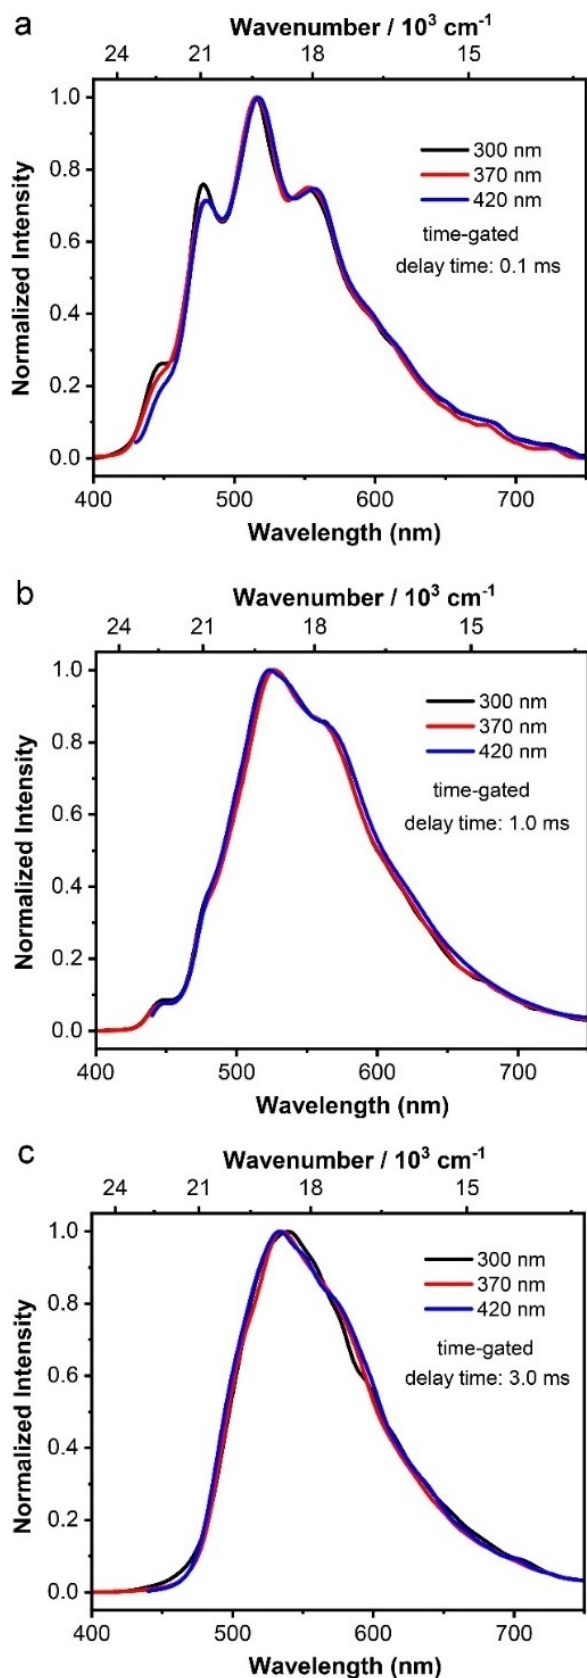 a
Wavenumber / 10³ cm⁻¹
24 21 18 15
1.0
0.8
0.6
0.4
0.2
0.0
Normalized Intensity
300 nm
370 nm
420 nm
time-gated
delay time: 0.1 ms
400 500 600 700
Wavelength (nm)
b
Wavenumber / 10³ cm⁻¹
24 21 18 15
1.0
0.8
0.6
0.4
0.2
0.0
Normalized Intensity
300 nm
370 nm
420 nm
time-gated
delay time: 1.0 ms
400 500 600 700
Wavelength (nm)
c
Wavenumber / 10³ cm⁻¹
24 21 18 15
1.0
0.8
0.6
0.4
0.2
0.0
Normalized Intensity
300 nm
370 nm
420 nm
time-gated
delay time: 3.0 ms
400 500 600 700
Wavelength (nm)